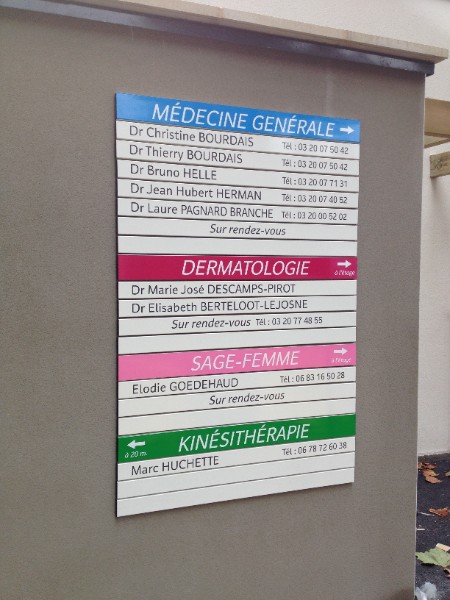 MÉDECINE GÉNÉRALE
Dr Christine BOURDAIS Tél : 03 20 07 50 42
Dr Thierry BOURDAIS Tél : 03 20 07 50 42
Dr Bruno HELLE Tél : 03 20 07 71 31
Dr Jean Hubert HERMAN Tél : 03 20 07 40 52
Dr Laure PAGNARD BRANCHE Tél : 03 20 00 52 02
Sur rendez-vous
DERMATOLOGIE à l'étage
Dr Marie José DESCAMPS-PIROT
Dr Elisabeth BERTELOOT-LEJOSNE
Sur rendez-vous Tél : 03 20 77 48 55
SAGE-FEMME à l'étage
Elodie GOEDEHAUD Tél : 06 83 16 50 28
Sur rendez-vous
à 20 m. KINÉSITHÉRAPIE
Marc HUCHETTE Tél : 06 78 72 60 38